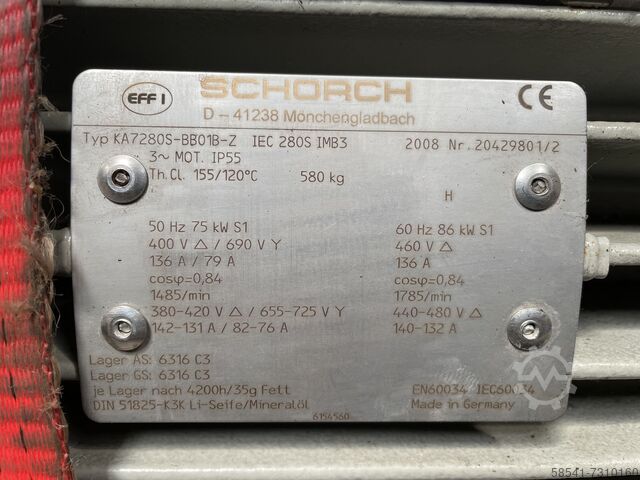 EFF 1 SCHORCH CE
D - 41238 Mönchengladbach
Typ KA7280S-BB01B-Z IEC 280S IMB3 2008 Nr. 20429801/2
3~ MOT. IP55
Th.Cl. 155/120°C 580 kg
H
50 Hz 75 kW S1 60 Hz 86 kW S1
400 V △ / 690 V Y 460 V △
136 A / 79 A 136 A
cosφ=0,84 cosφ=0,84
1485/min 1785/min
380-420 V △ / 655-725 V Y 440-480 V △
142-131 A / 82-76 A 140-132 A
Lager AS: 6316 C3
Lager GS: 6316 C3
je Lager nach 4200h/35g Fett EN60034 IEC60034
DIN 51825-K3K Li-Seife/Mineralöl Made in Germany
6154560
58541-7310160